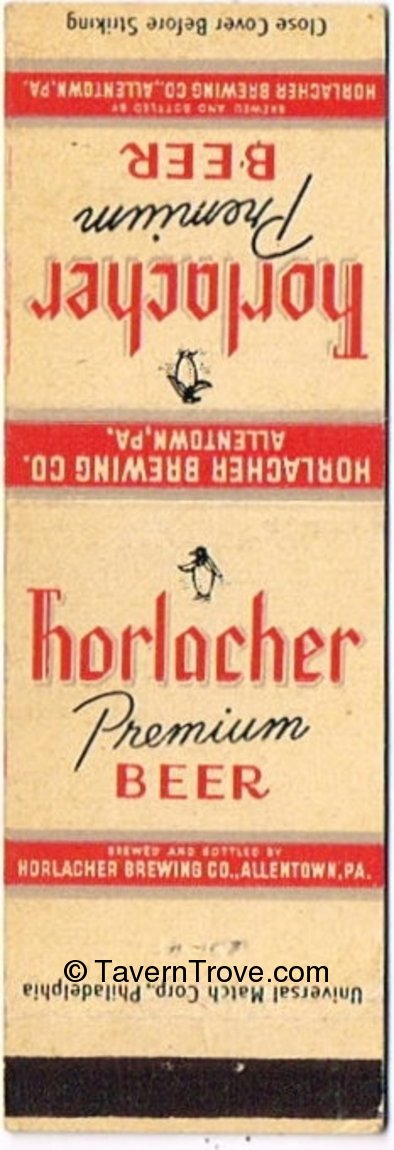 Close Cover Before Striking
HORLACHER BREWING CO., ALLENTOWN, PA.
BREWED AND BOTTLED BY
BEER
Premium
horlacher
ALLENTOWN, PA.
HORLACHER BREWING CO.
horlacher
Premium
BEER
BREWED AND BOTTLED BY
HORLACHER BREWING CO., ALLENTOWN, PA.
© TavernTrove.com
Universal Match Corp., Philadelphia